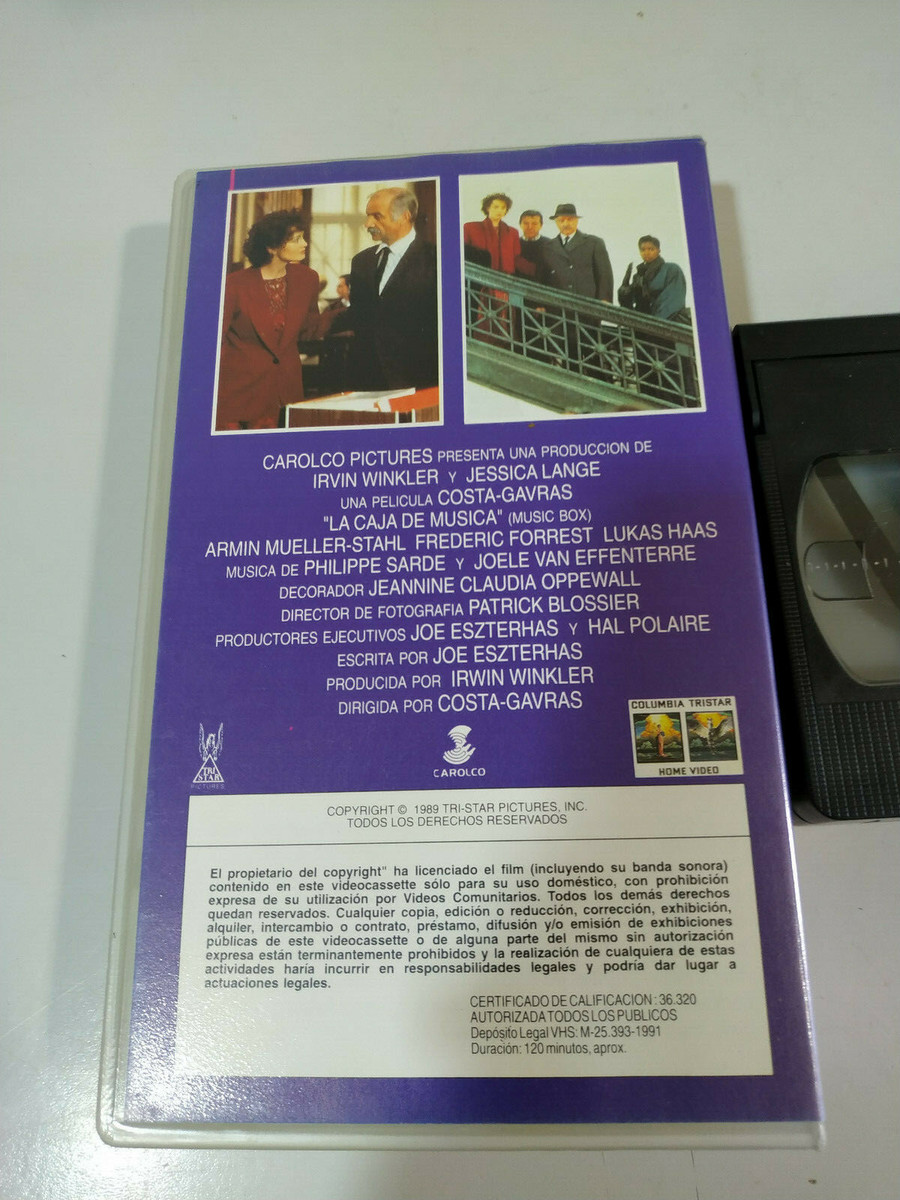 CAROLCO PICTURES PRESENTA UNA PRODUCCION DE
IRVIN WINKLER Y JESSICA LANGE
UNA PELICULA COSTA-GAVRAS
"LA CAJA DE MUSICA" (MUSIC BOX)
ARMIN MUELLER-STAHL FREDERIC FORREST LUKAS HAAS
MUSICA DE PHILIPPE SARDE Y JOELE VAN EFFENTERRE
DECORADOR JEANNINE CLAUDIA OPPEWALL
DIRECTOR DE FOTOGRAFIA PATRICK BLOSSIER
PRODUCTORES EJECUTIVOS JOE ESZTERHAS Y HAL POLAIRE
ESCRITA POR JOE ESZTERHAS
PRODUCIDA POR IRWIN WINKLER
DIRIGIDA POR COSTA-GAVRAS
TRI
STAR
PICTURES
CAROLCO
COLUMBIA TRISTAR
HOME VIDEO
COPYRIGHT © 1989 TRI-STAR PICTURES, INC.
TODOS LOS DERECHOS RESERVADOS
El propietario del copyright" ha licenciado el film (incluyendo su banda sonora)
contenido en este videocassette sólo para su uso doméstico, con prohibición
expresa de su utilización por Videos Comunitarios. Todos los demás derechos
quedan reservados. Cualquier copia, edición o reducción, corrección, exhibición,
alquiler, intercambio o contrato, préstamo, difusión y/o emisión de exhibiciones
públicas de este videocassette o de alguna parte del mismo sin autorización
expresa están terminantemente prohibidos y la realización de cualquiera de estas
actividades haría incurrir en responsabilidades legales y podría dar lugar a
actuaciones legales.
CERTIFICADO DE CALIFICACION : 36.320
AUTORIZADA TODOS LOS PUBLICOS
Depósito Legal VHS: M-25.393-1991
Duración: 120 minutos, aprox.